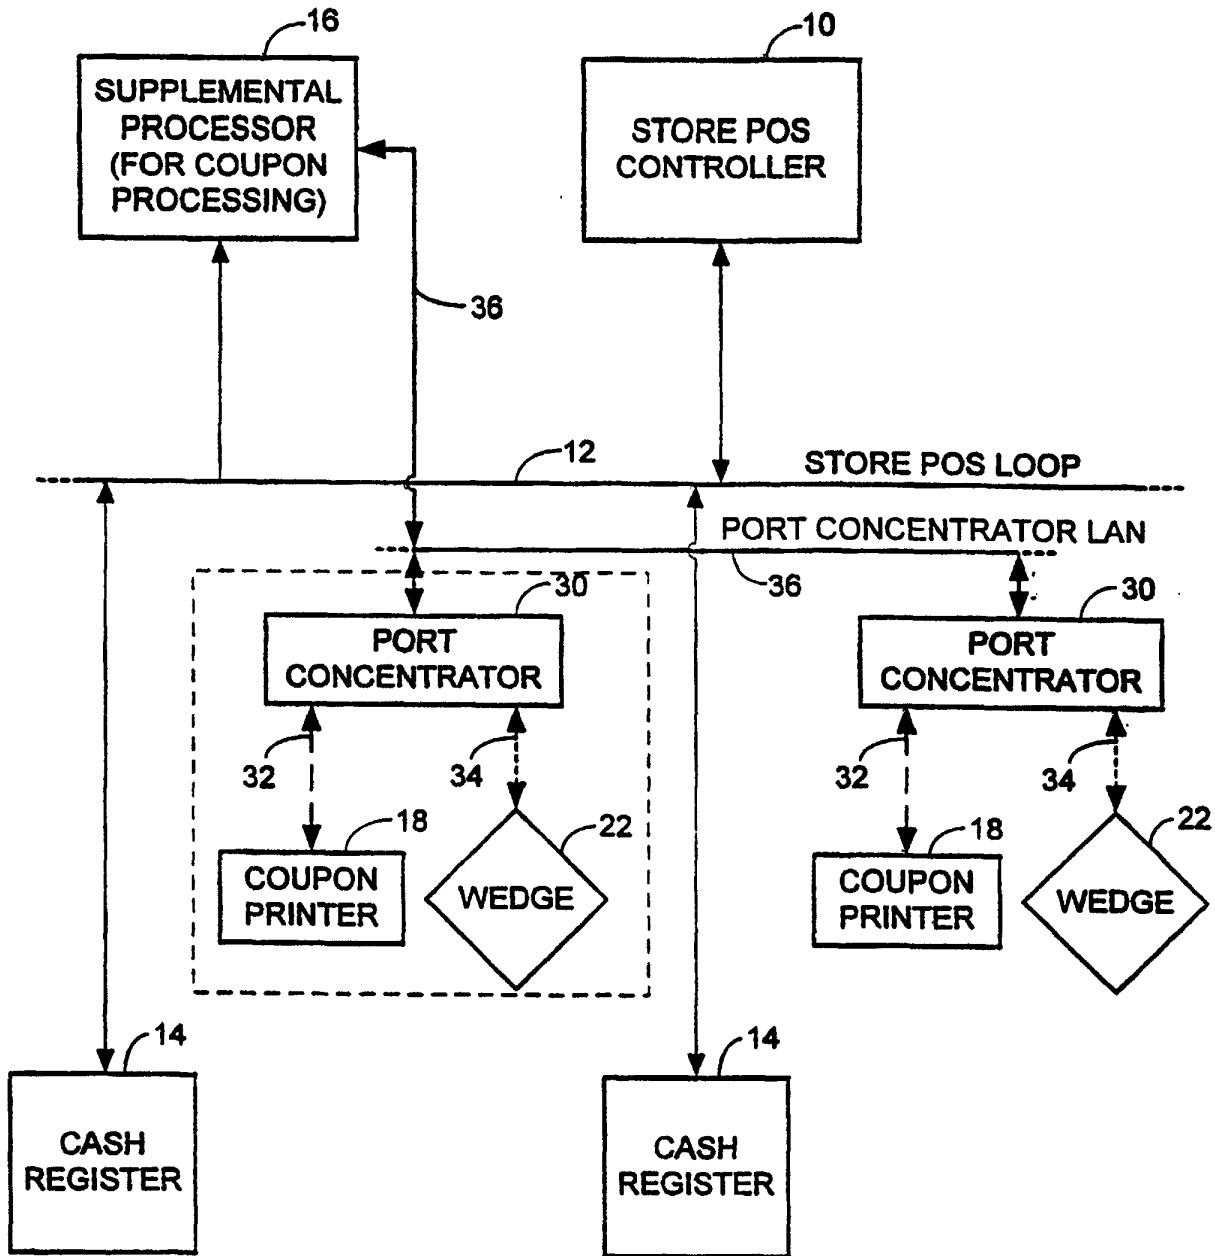 16
SUPPLEMENTAL
PROCESSOR
(FOR COUPON
PROCESSING)
10
STORE POS
CONTROLLER
36
12
STORE POS LOOP
PORT CONCENTRATOR LAN
36
30
PORT
CONCENTRATOR
32
34
18
COUPON
PRINTER
22
WEDGE
30
PORT
CONCENTRATOR
32
34
18
COUPON
PRINTER
22
WEDGE
14
CASH
REGISTER
14
CASH
REGISTER